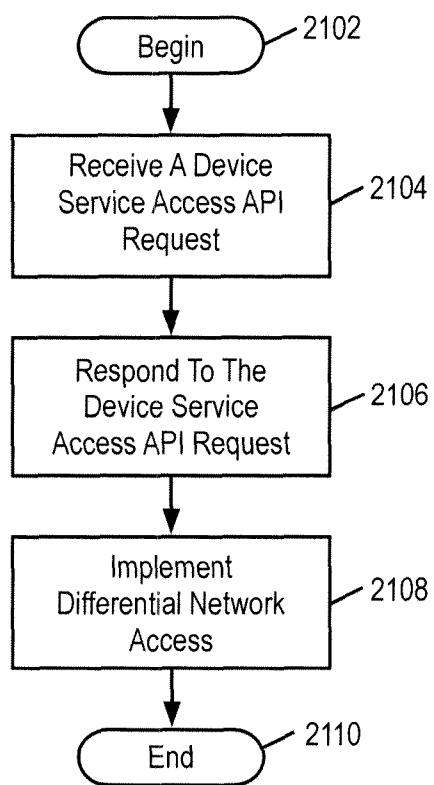 Begin
2102
Receive A Device
Service Access API
Request
2104
Respond To The
Device Service
Access API Request
2106
Implement
Differential Network
Access
2108
End
2110